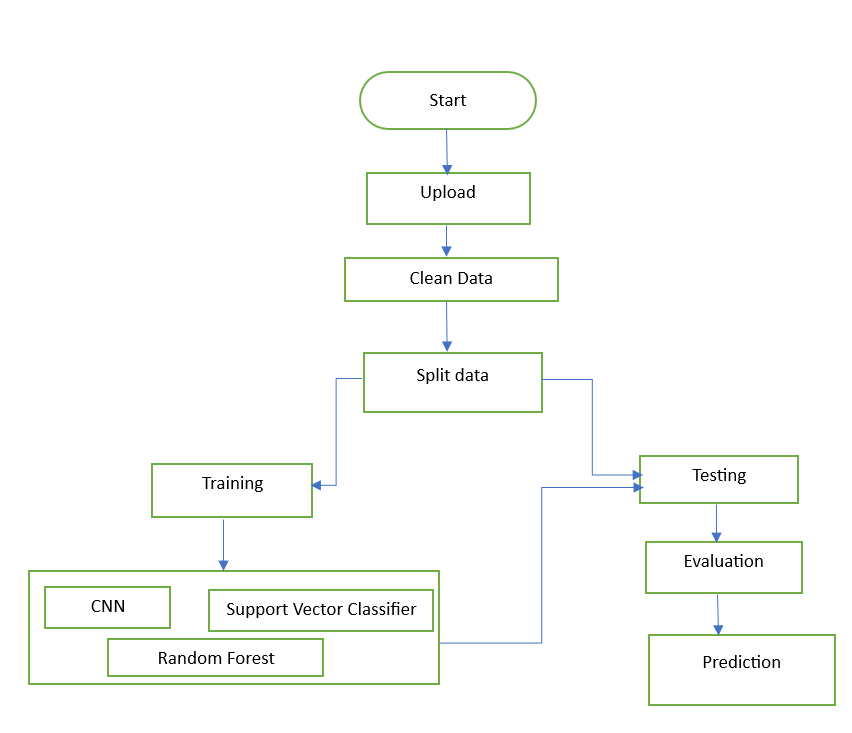 Start
Upload
Clean Data
Split data
Training
Testing
CNN
Support Vector Classifier
Random Forest
Evaluation
Prediction